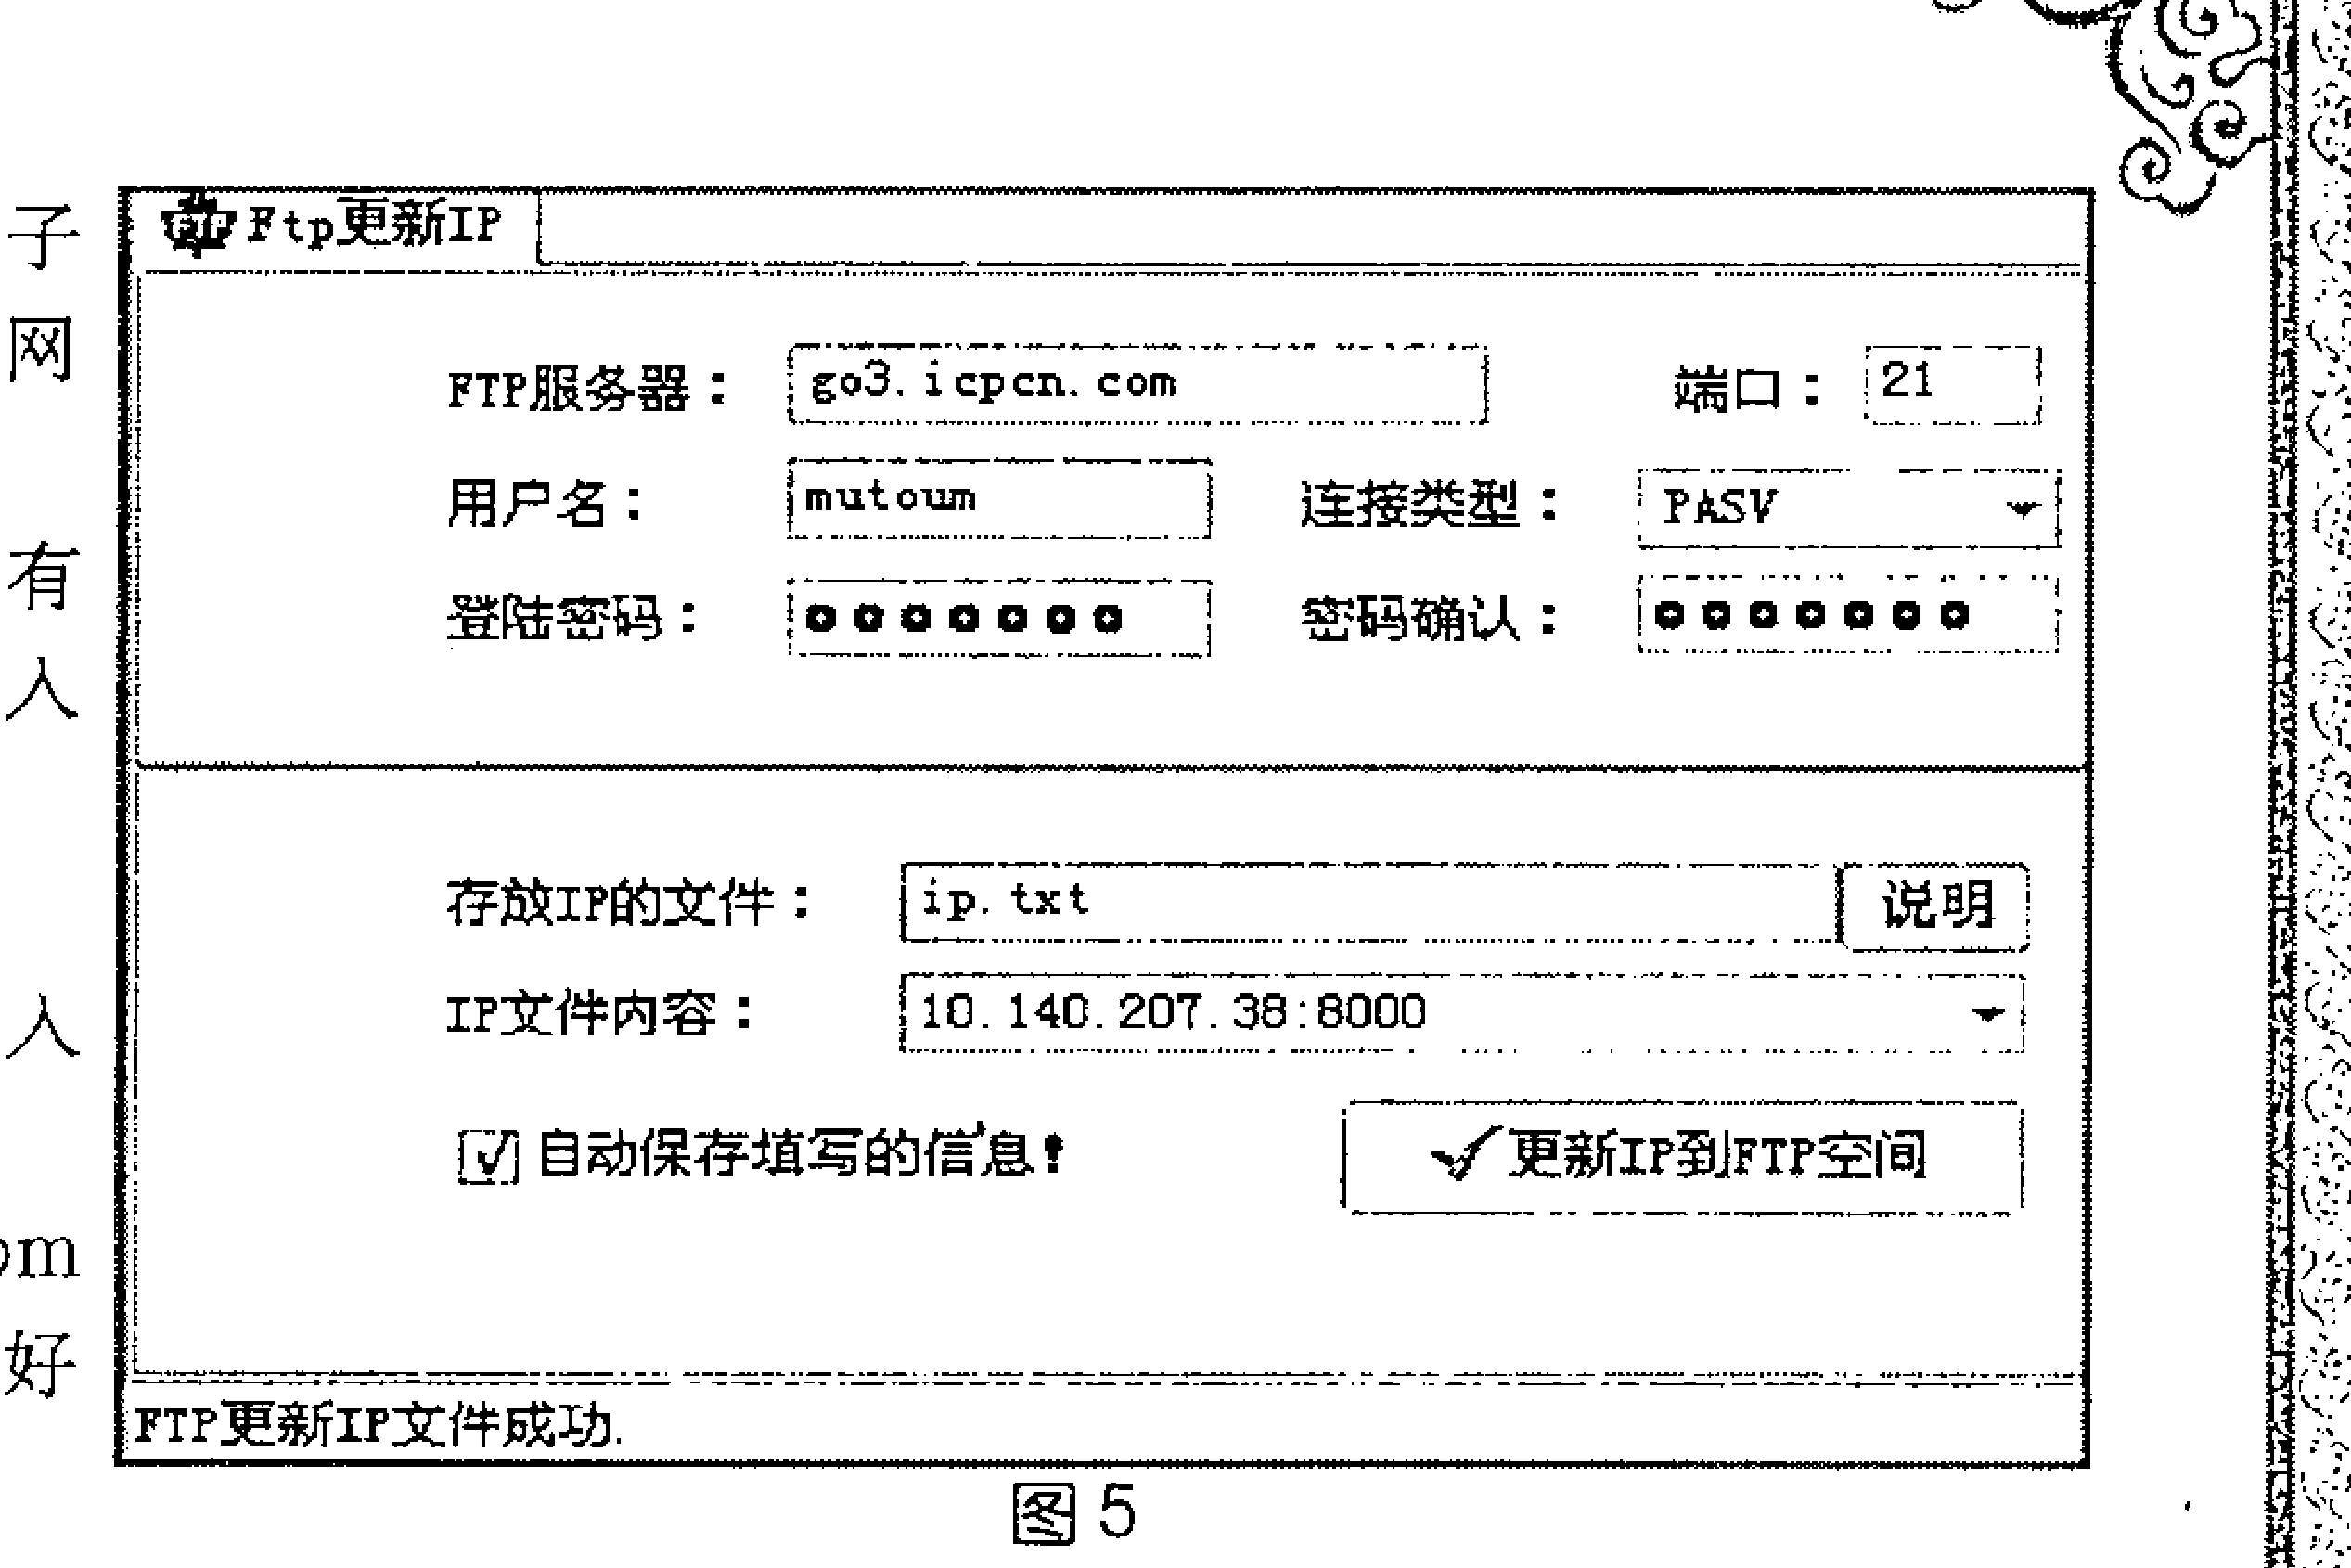 子
网
有
入
入
om
好
Ftp更新IP
FTP服务器： go3.icpcn.com 端口： 21
用户名： mutoum 连接类型： PASV
登陆密码： 密码确认：
存放IP的文件： ip.txt 说明
IP文件内容： 10.140.207.38:8000
自动保存填写的信息！ 更新IP到FTP空间
FTP更新IP文件成功.
图 5